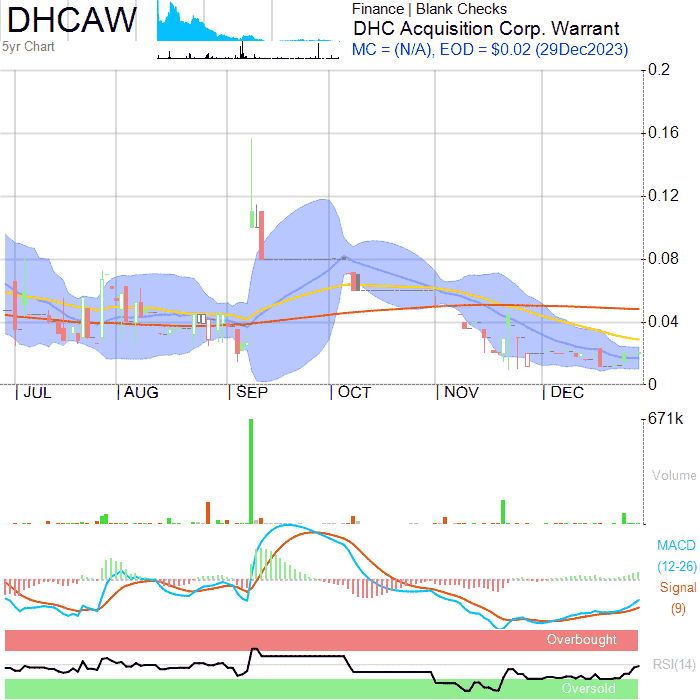 DHCAW
5yr Chart
Finance | Blank Checks
DHC Acquisition Corp. Warrant
MC = (N/A), EOD = $0.02 (29Dec2023)
0.2
0.16
0.12
0.08
0.04
0
JUL AUG SEP OCT NOV DEC
671k
Volume
MACD
(12-26)
Signal
(9)
Overbought
RSI(14)
Oversold